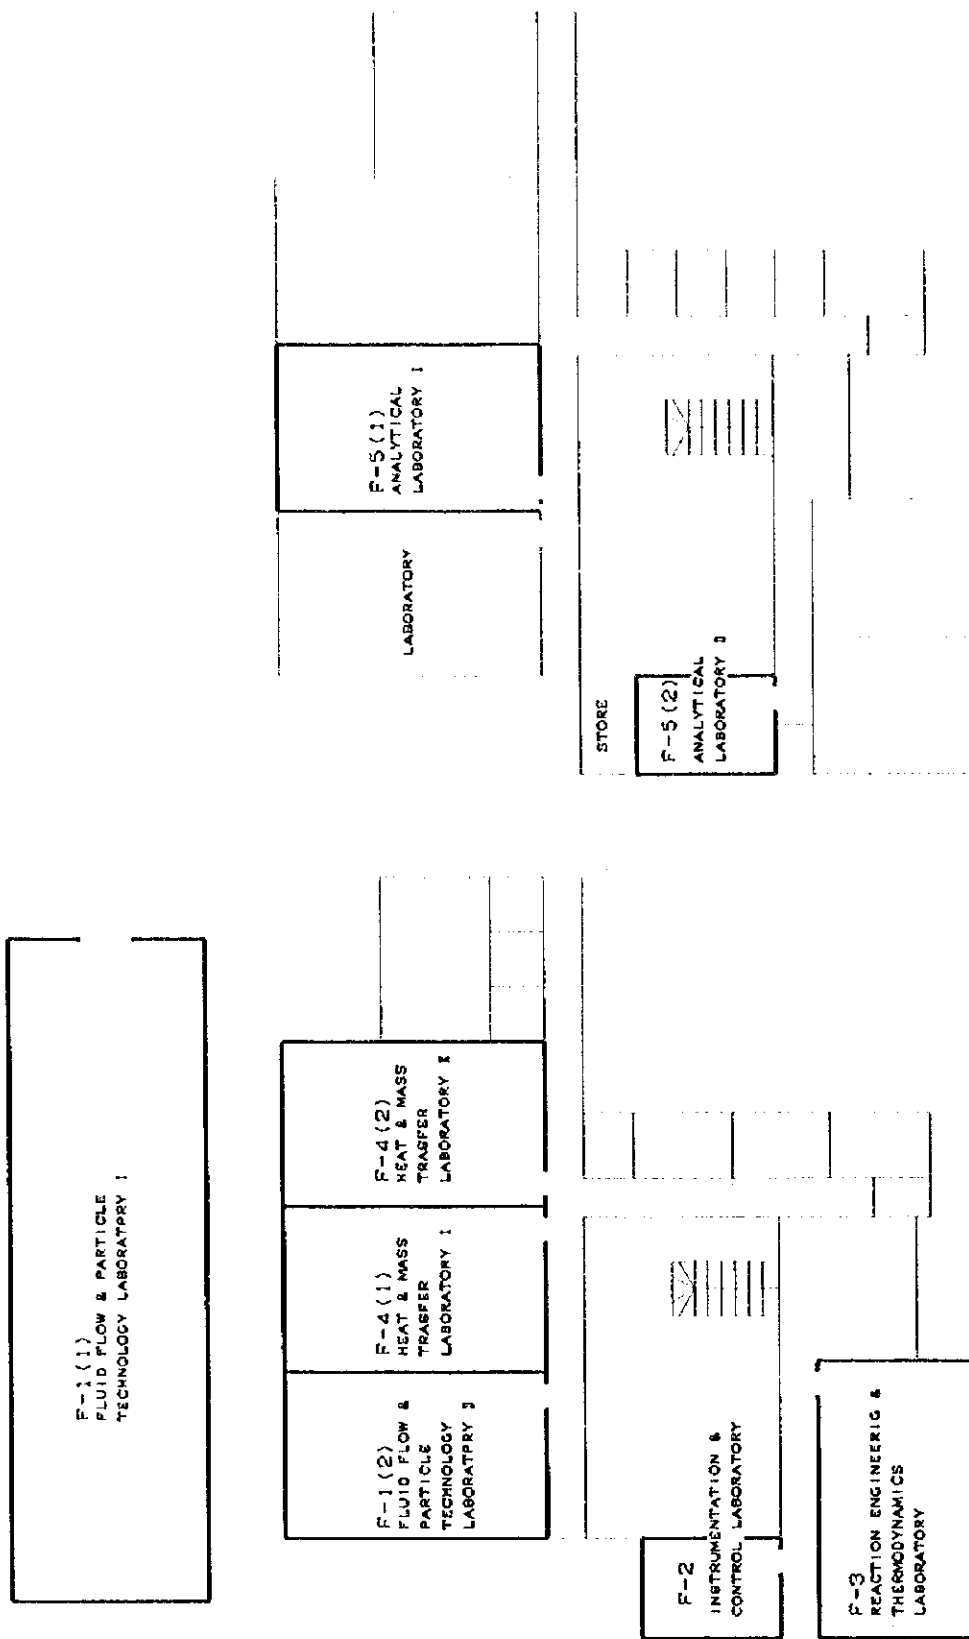 F-1(1)
FLUID FLOW & PARTICLE
TECHNOLOGY LABORATPRY I
F-1(2)
FLUID FLOW &
PARTICLE
TECHNOLOGY
LABORATPRY II
F-4(1)
HEAT & MASS
TRASFER
LABORATORY I
F-4(2)
HEAT & MASS
TRASFER
LABORATORY II
F-2
INSTRUMENTATION &
CONTROL LABORATORY
F-3
REACTION ENGINEERIG &
THERMODYNAMICS
LABORATORY
LABORATORY
F-5(1)
ANALYTICAL
LABORATORY I
STORE
F-5(2)
ANALYTICAL
LABORATORY II